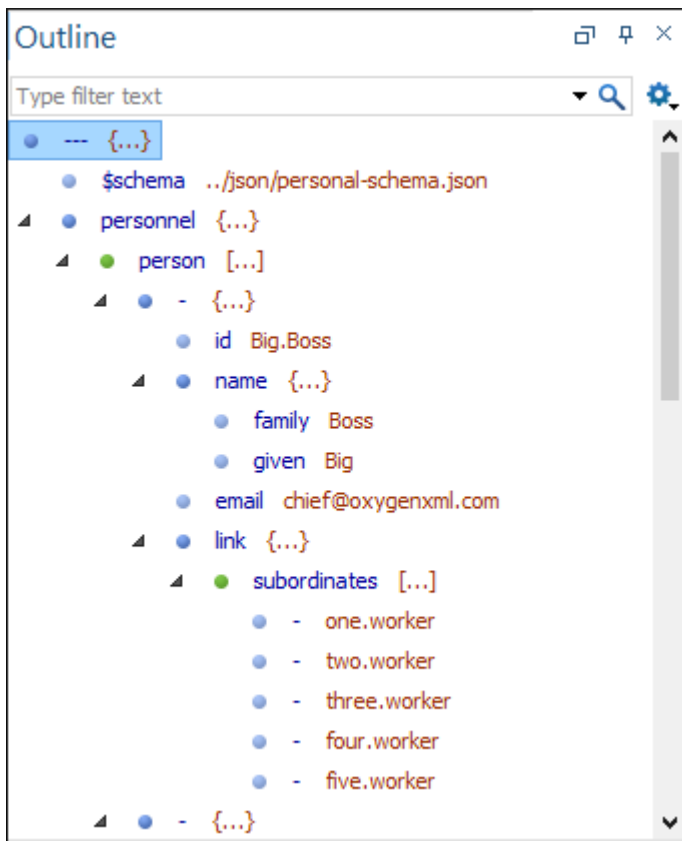 Outline
Type filter text
--- {...}
$schema ../json/personal-schema.json
personnel {...}
person [...]
- {...}
id Big.Boss
name {...}
family Boss
given Big
email chief@oxygenxml.com
link {...}
subordinates [...]
- one.worker
- two.worker
- three.worker
- four.worker
- five.worker
- {...}